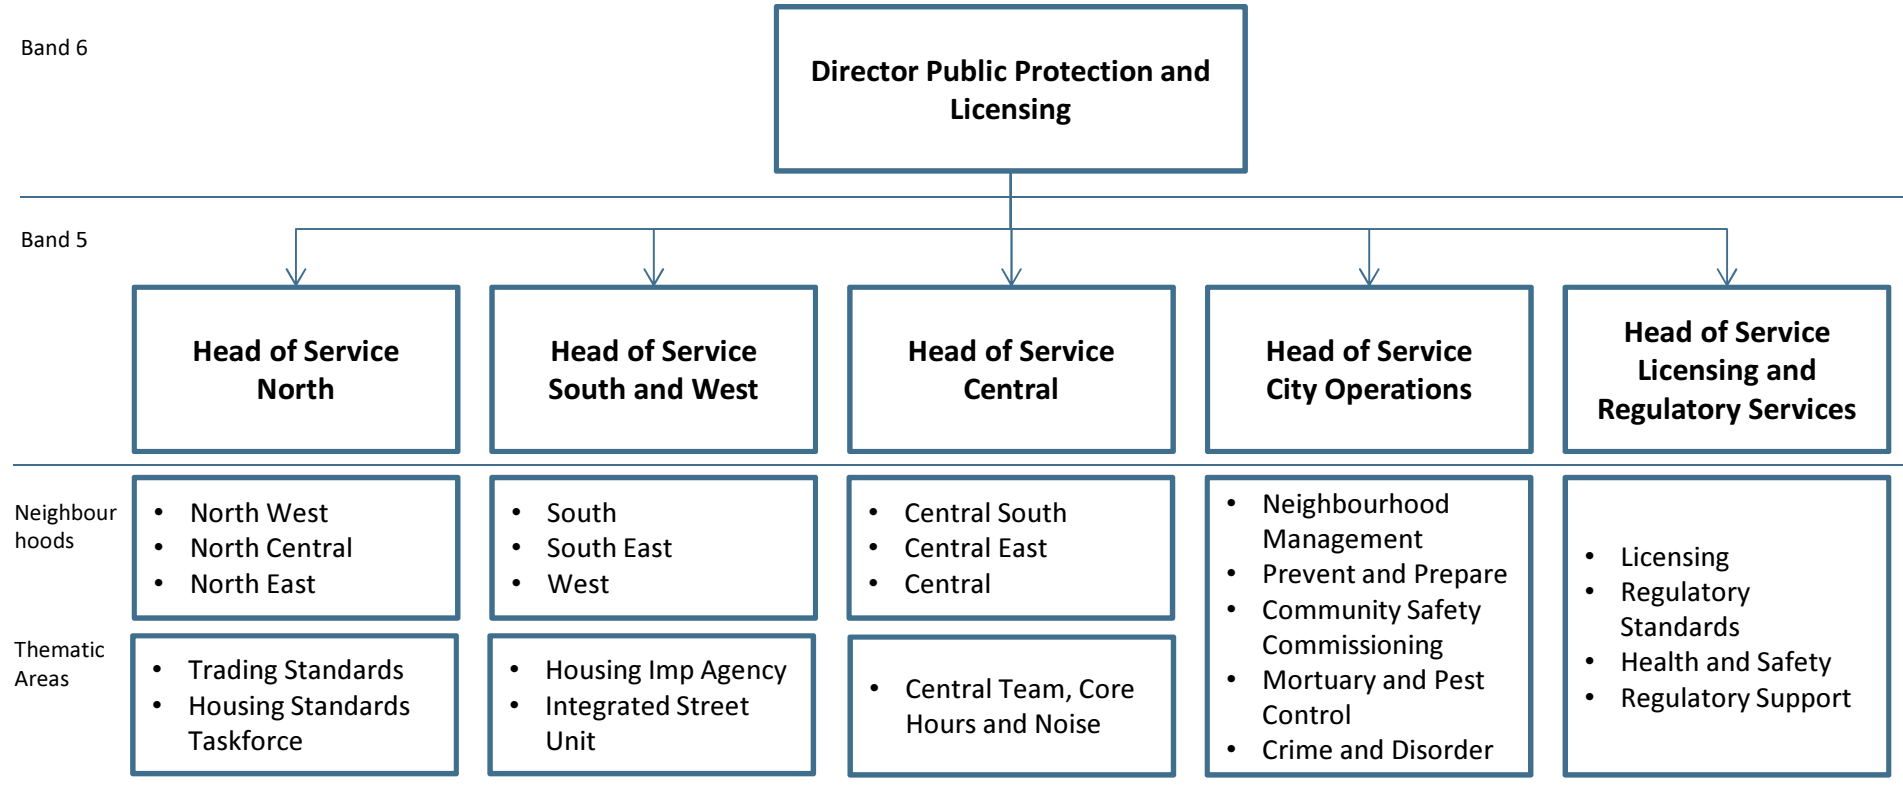 Band 6
Director Public Protection and
Licensing
Band 5
Head of Service
North
Head of Service
South and West
Head of Service
Central
Head of Service
City Operations
Head of Service
Licensing and
Regulatory Services
Neighbour
hoods
• North West
• North Central
• North East
• South
• South East
• West
• Central South
• Central East
• Central
• Neighbourhood
Management
• Prevent and Prepare
• Community Safety
Commissioning
• Mortuary and Pest
Control
• Crime and Disorder
• Licensing
• Regulatory
Standards
• Health and Safety
• Regulatory Support
Thematic
Areas
• Trading Standards
• Housing Standards
Taskforce
• Housing Imp Agency
• Integrated Street
Unit
• Central Team, Core
Hours and Noise